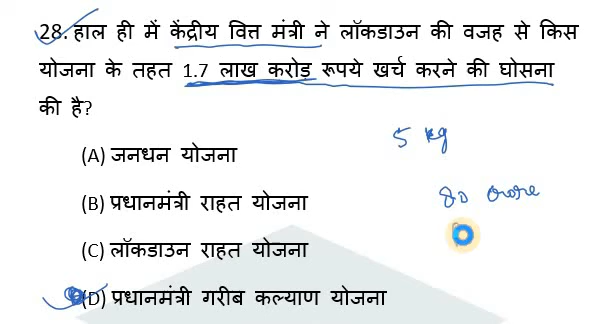 28. हाल ही में केंद्रीय वित्त मंत्री ने लॉकडाउन की वजह से किस
योजना के तहत 1.7 लाख करोड़ रूपये खर्च करने की घोसना
की है?
5 kg
(A) जनधन योजना
80 crore
(B) प्रधानमंत्री राहत योजना
(C) लॉकडाउन राहत योजना
(D) प्रधानमंत्री गरीब कल्याण योजना